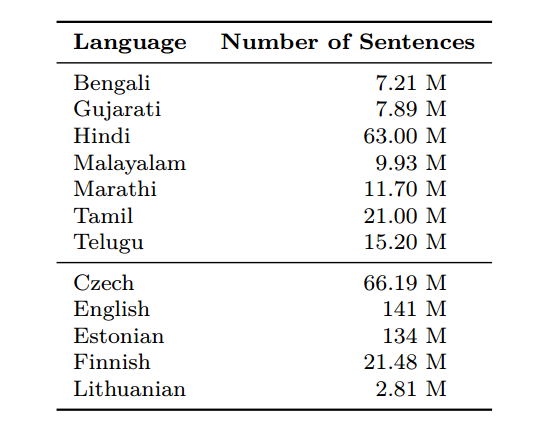 Language Number of Sentences
Bengali 7.21 M
Gujarati 7.89 M
Hindi 63.00 M
Malayalam 9.93 M
Marathi 11.70 M
Tamil 21.00 M
Telugu 15.20 M
Czech 66.19 M
English 141 M
Estonian 134 M
Finnish 21.48 M
Lithuanian 2.81 M